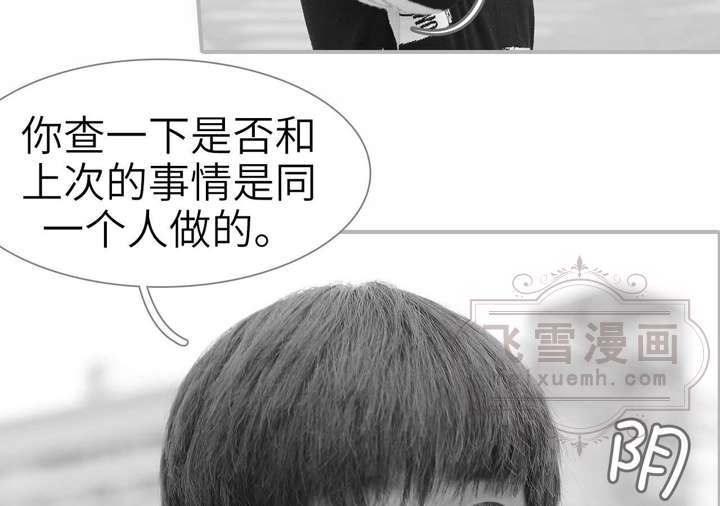 你查一下是否和
上次的事情是同
一个人做的。
飞雪漫画
feixuemh.com
阴